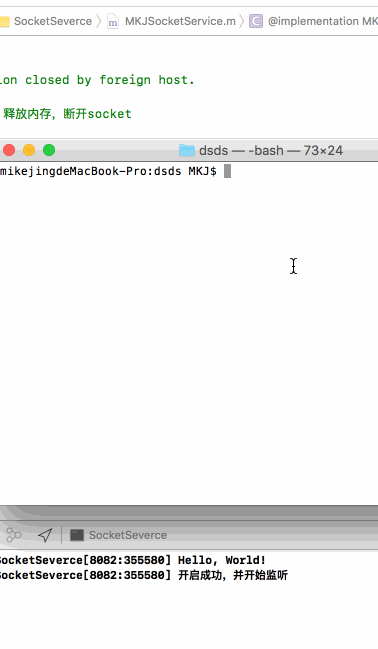 SocketSeverce 〉 MKJSocketService.m 〉 @implementation MK
ion closed by foreign host.
释放内存，断开socket
dsds — -bash — 73×24
mikejingdeMacBook-Pro:dsds MKJ$
SocketSeverce
SocketSeverce[8082:355580] Hello, World!
SocketSeverce[8082:355580] 开启成功，并开始监听